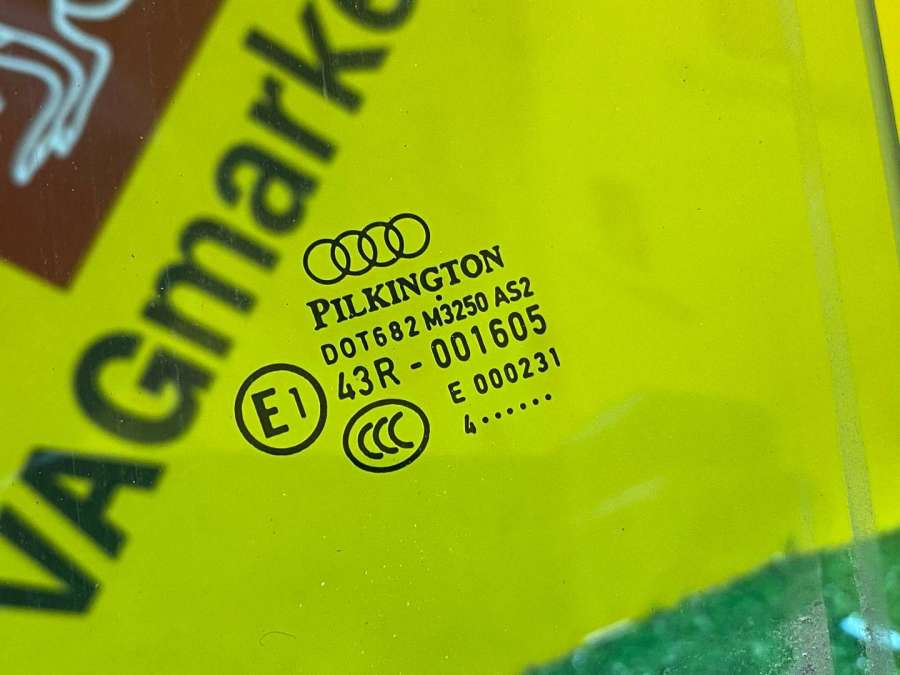 VAGmarke
PILKINGTON
DOT682 M3250 AS2
43R - 001605
E1
CCC
E 000231
4······